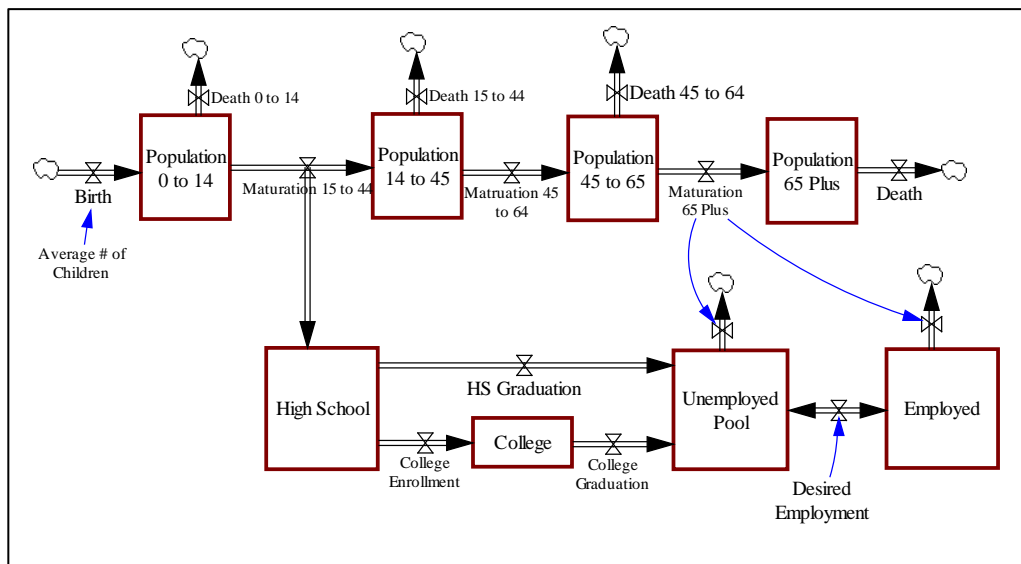 Death 0 to 14
Death 15 to 44
Death 45 to 64
Population
0 to 14
Population
14 to 45
Population
45 to 65
Population
65 Plus
Birth
Maturation 15 to 44
Matruation 45
to 64
Maturation
65 Plus
Death
Average # of
Children
High School
HS Graduation
Unemployed
Pool
Employed
College
College
Enrollment
College
Graduation
Desired
Employment